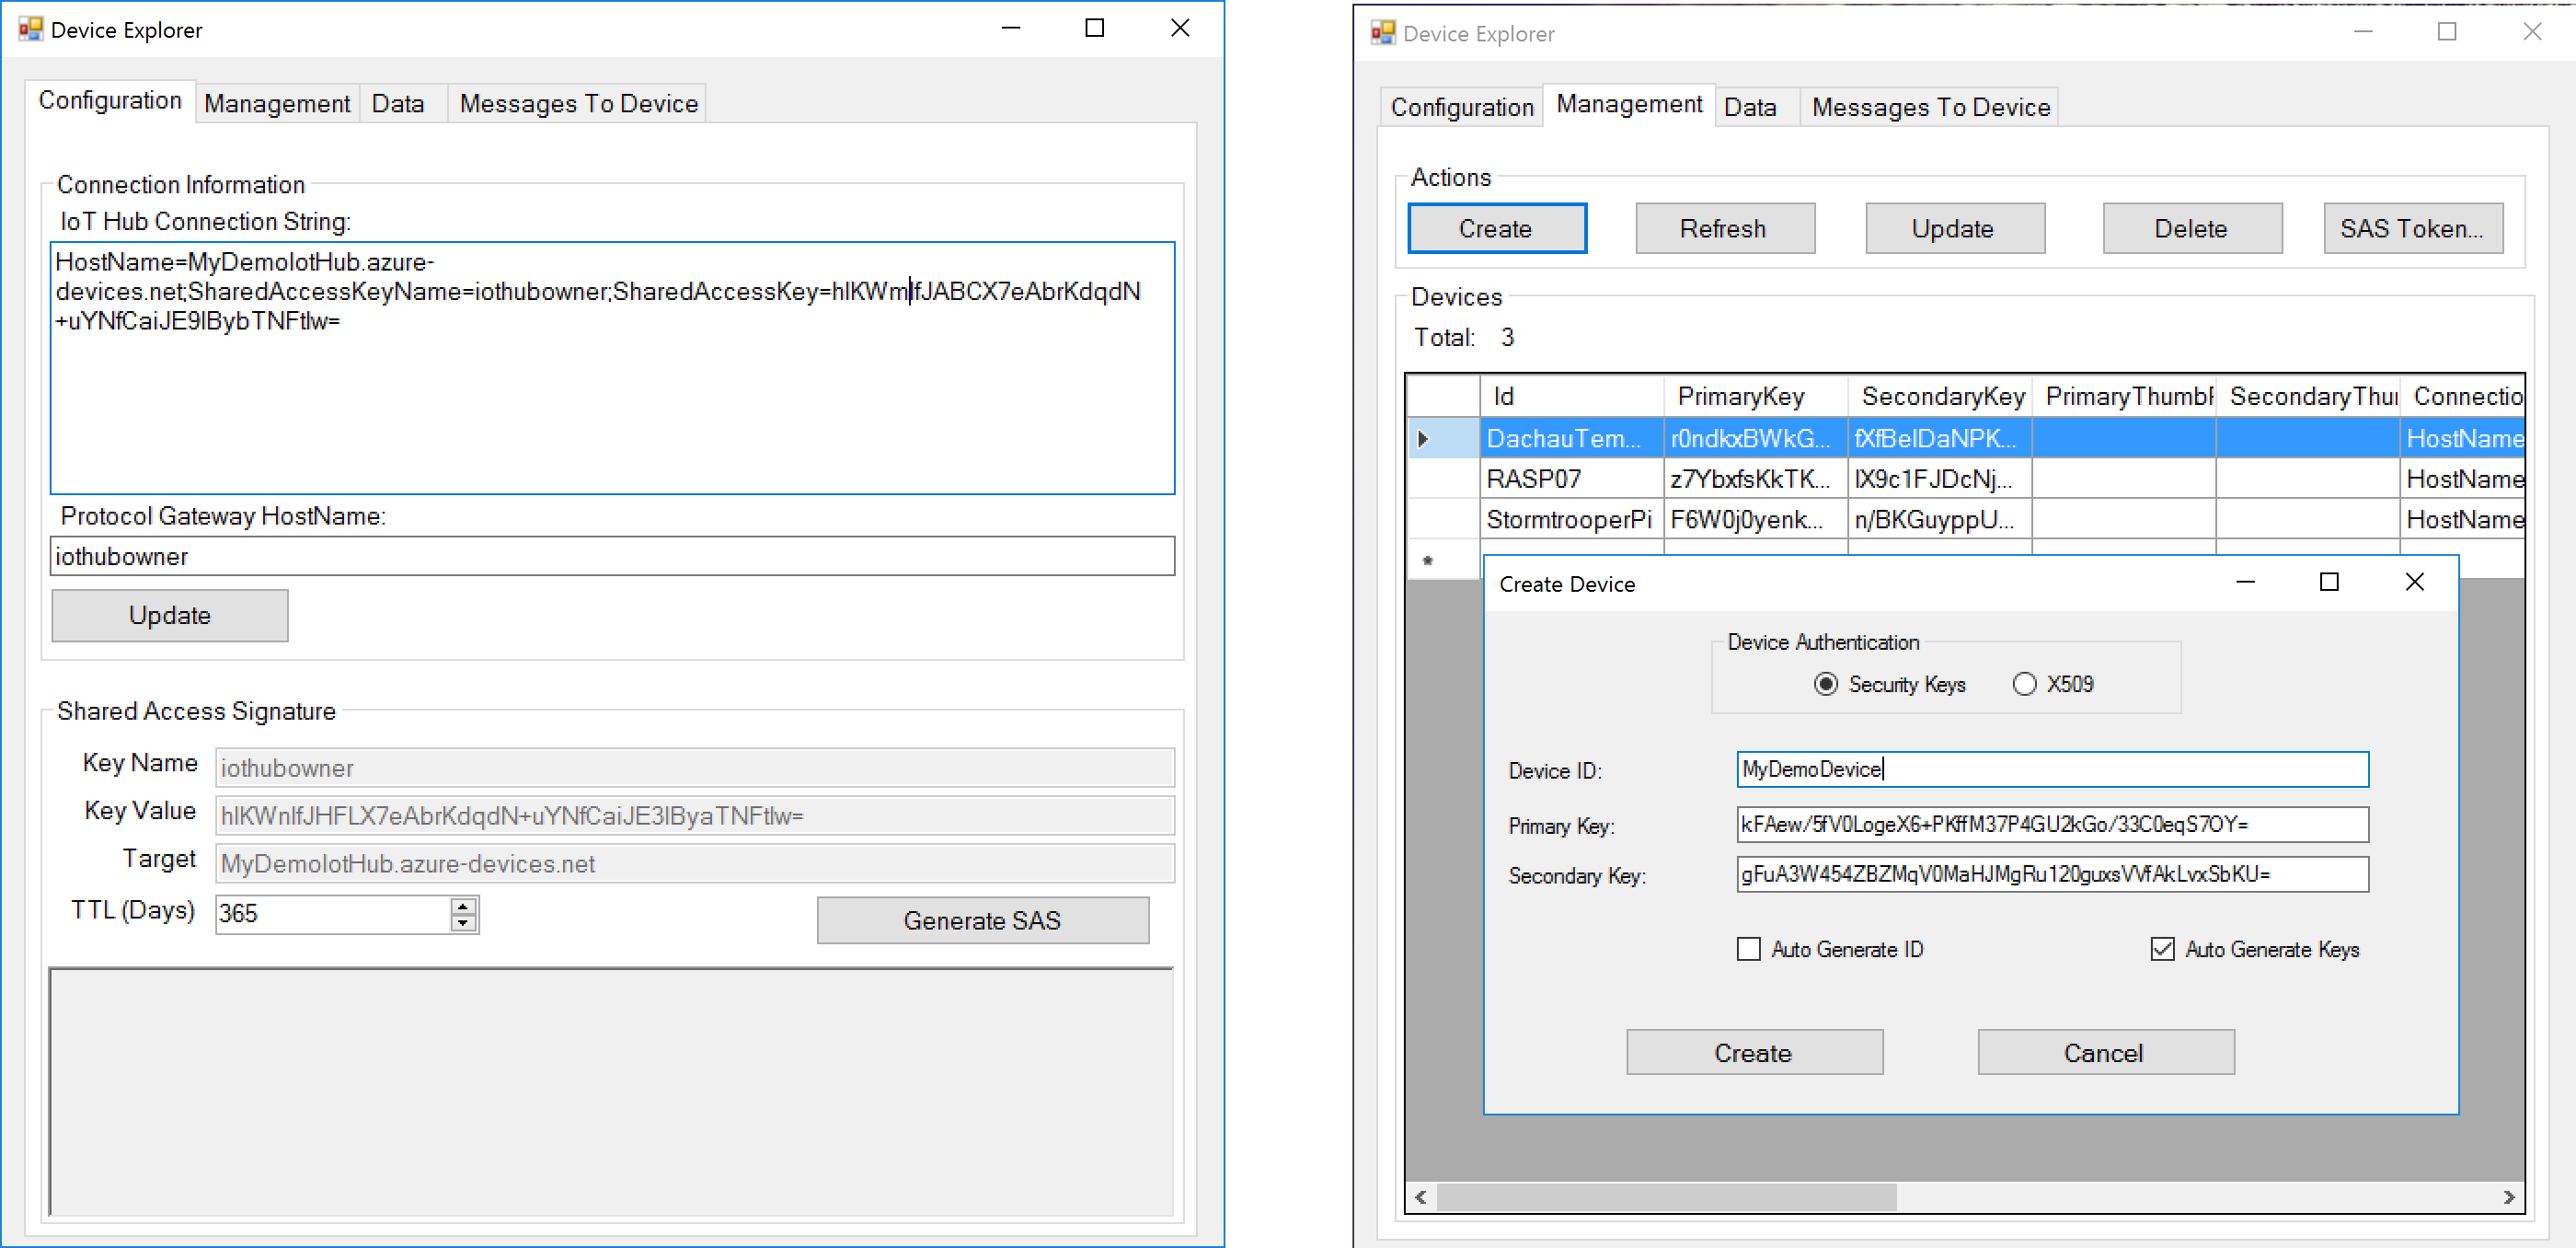 Device Explorer
Configuration Management Data Messages To Device
Connection Information
IoT Hub Connection String:
HostName=MyDemoIotHub.azure-
devices.net;SharedAccessKeyName=iothubowner;SharedAccessKey=hlKWmlfJABCX7eAbrKdqdN
+uYNfCaiJE9lBybTNFtlw=
Protocol Gateway HostName:
iothubowner
Update
Shared Access Signature
Key Name iothubowner
Key Value hlKWnlfJHFLX7eAbrKdqdN+uYNfCaiJE3lByaTNFtlw=
Target MyDemoIotHub.azure-devices.net
TTL (Days) 365
Generate SAS
Device Explorer
Configuration Management Data Messages To Device
Actions
Create Refresh Update Delete SAS Token...
Devices
Total: 3
Id PrimaryKey SecondaryKey PrimaryThumbP SecondaryThu Connectio
DachauTem... r0ndkxBWkG... fXfBelDaNPK... HostName
RASP07 z7YbxfsKkTK... lX9c1FJDcNj... HostName
StormtrooperPi F6W0j0yenk... n/BKGuyppU... HostName
Create Device
Device Authentication
Security Keys X509
Device ID: MyDemoDevice
Primary Key: kFAew/5fV0LogeX6+PKffM37P4GU2kGo/33C0eqS7OY=
Secondary Key: gFuA3W454ZBZMqV0MaHJMgRu120guxsVVfAkLvxSbKU=
Auto Generate ID Auto Generate Keys
Create Cancel